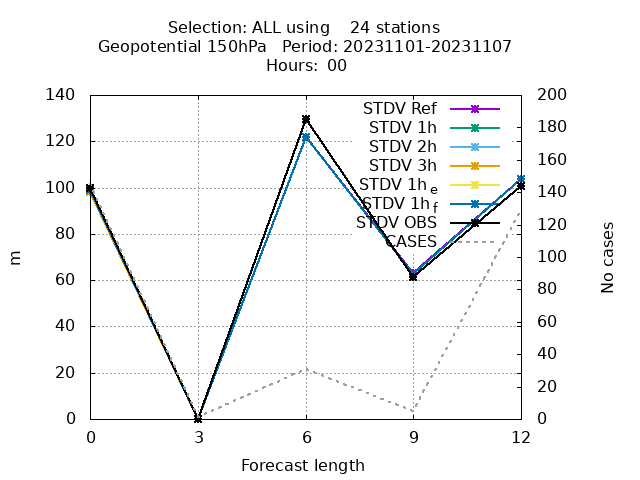 Selection: ALL using    24 stations
Geopotential 150hPa   Period: 20231101-20231107
Hours: 00
140
120
100
80
60
40
20
0
m
200
180
160
140
120
100
80
60
40
20
0
No cases
STDV Ref
STDV 1h
STDV 2h
STDV 3h
STDV 1h e
STDV 1h f
STDV OBS
CASES
0 3 6 9 12
Forecast length